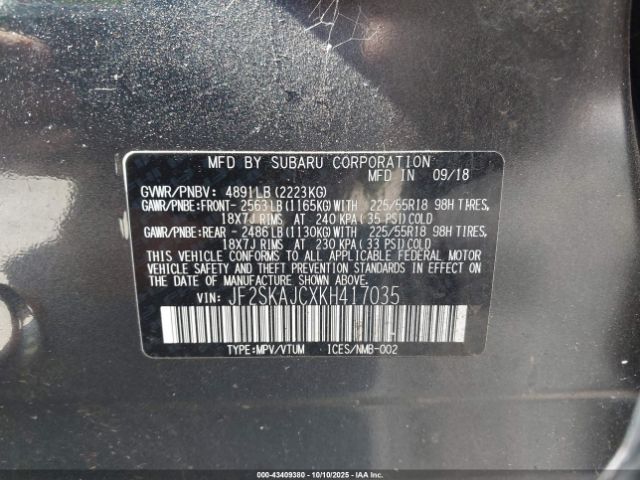 MFD BY SUBARU CORPORATION
MFD IN 09/18
GVWR/PNBV: 4891LB (2223KG)
GAWR/PNBE:FRONT- 2563LB (1165KG)WITH 225/55R18 98H TIRES,
18X7J RIMS AT 240 KPA (35 PSI)COLD
GAWR/PNBE:REAR - 2486LB (1130KG)WITH 225/55R18 98H TIRES,
18X7J RIMS AT 230 KPA (33 PSI)COLD
THIS VEHICLE CONFORMS TO ALL APPLICABLE FEDERAL MOTOR
VEHICLE SAFETY AND THEFT PREVENTION STANDARDS IN EFFECT
ON THE DATE OF MANUFACTURE SHOWN ABOVE.
VIN: JF2SKAJCXKH417035
TYPE:MPV/VTUM ICES/NMB-002
00-43409380 - 10/10/2025 - IAAI.com